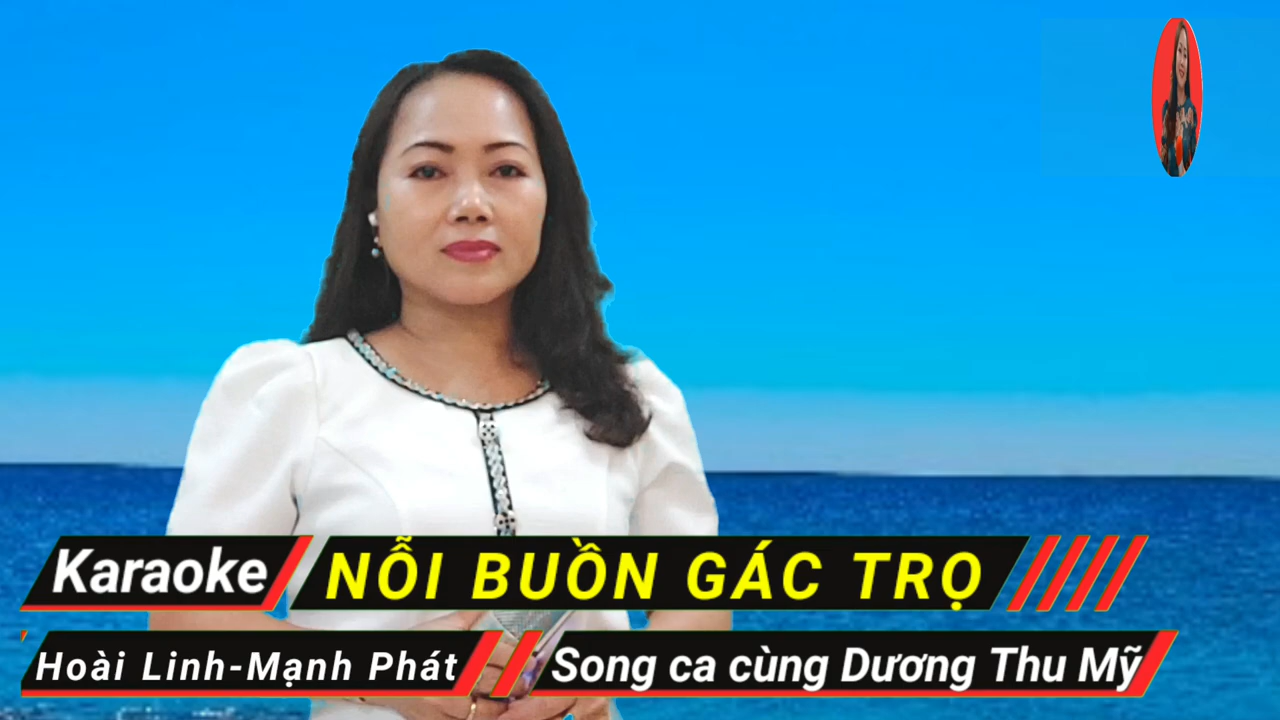 Karaoke NỖI BUỒN GÁC TRỌ
Hoài Linh-Mạnh Phát Song ca cùng Dương Thu Mỹ